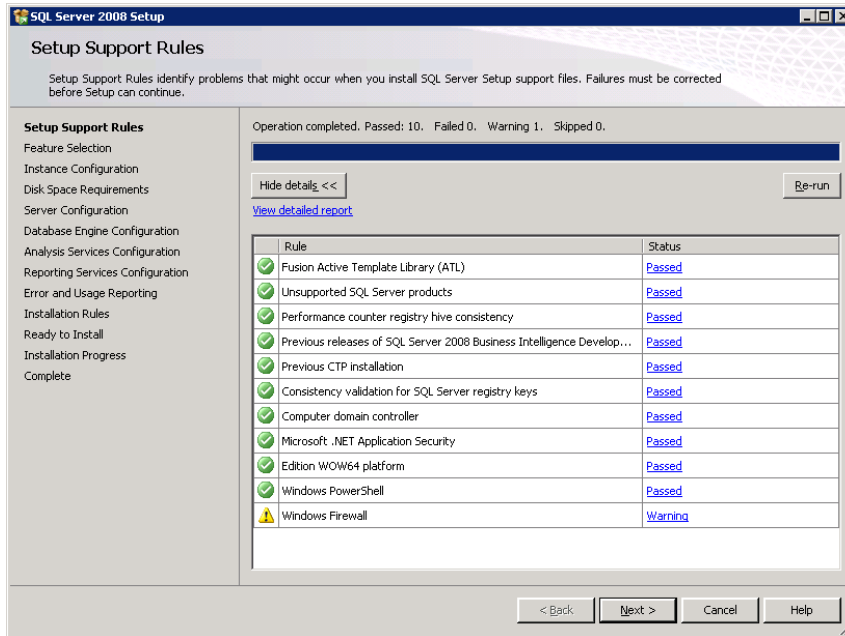 SQL Server 2008 Setup
Setup Support Rules
Setup Support Rules identify problems that might occur when you install SQL Server Setup support files. Failures must be corrected
before Setup can continue.
Setup Support Rules
Feature Selection
Instance Configuration
Disk Space Requirements
Server Configuration
Database Engine Configuration
Analysis Services Configuration
Reporting Services Configuration
Error and Usage Reporting
Installation Rules
Ready to Install
Installation Progress
Complete
Operation completed. Passed: 10. Failed 0. Warning 1. Skipped 0.
Hide details <<
Re-run
View detailed report
Rule Status
Fusion Active Template Library (ATL) Passed
Unsupported SQL Server products Passed
Performance counter registry hive consistency Passed
Previous releases of SQL Server 2008 Business Intelligence Develop... Passed
Previous CTP installation Passed
Consistency validation for SQL Server registry keys Passed
Computer domain controller Passed
Microsoft .NET Application Security Passed
Edition WOW64 platform Passed
Windows PowerShell Passed
Windows Firewall Warning
< Back Next > Cancel Help